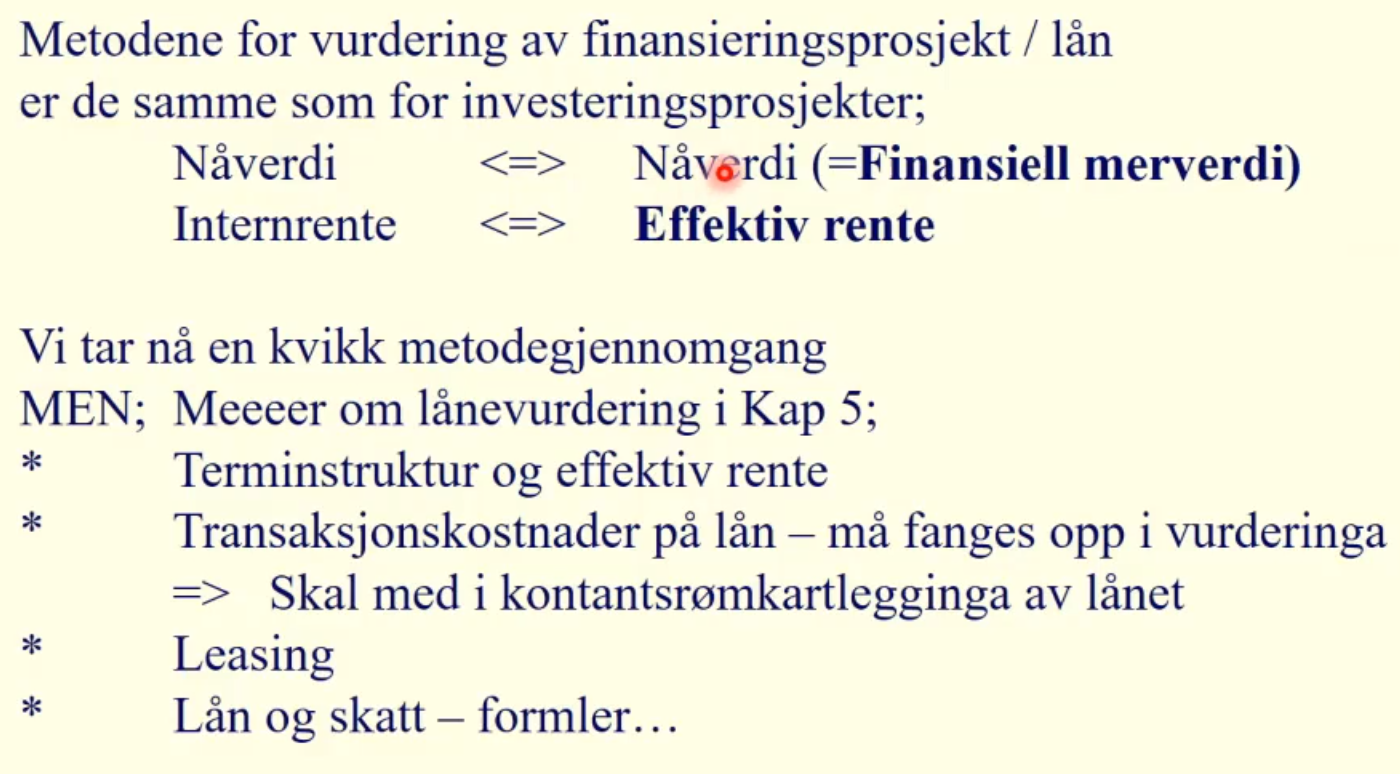 Metodene for vurdering av finansieringsprosjekt / lån
er de samme som for investeringsprosjekter;
Nåverdi <=> Nåverdi (=Finansiell merverdi)
Internrente <=> Effektiv rente
Vi tar nå en kvikk metodegjennomgang
MEN; Meeeer om lånevurdering i Kap 5;
* Terminstruktur og effektiv rente
* Transaksjonskostnader på lån – må fanges opp i vurderinga
=> Skal med i kontantsrømkartlegginga av lånet
* Leasing
* Lån og skatt – formler…